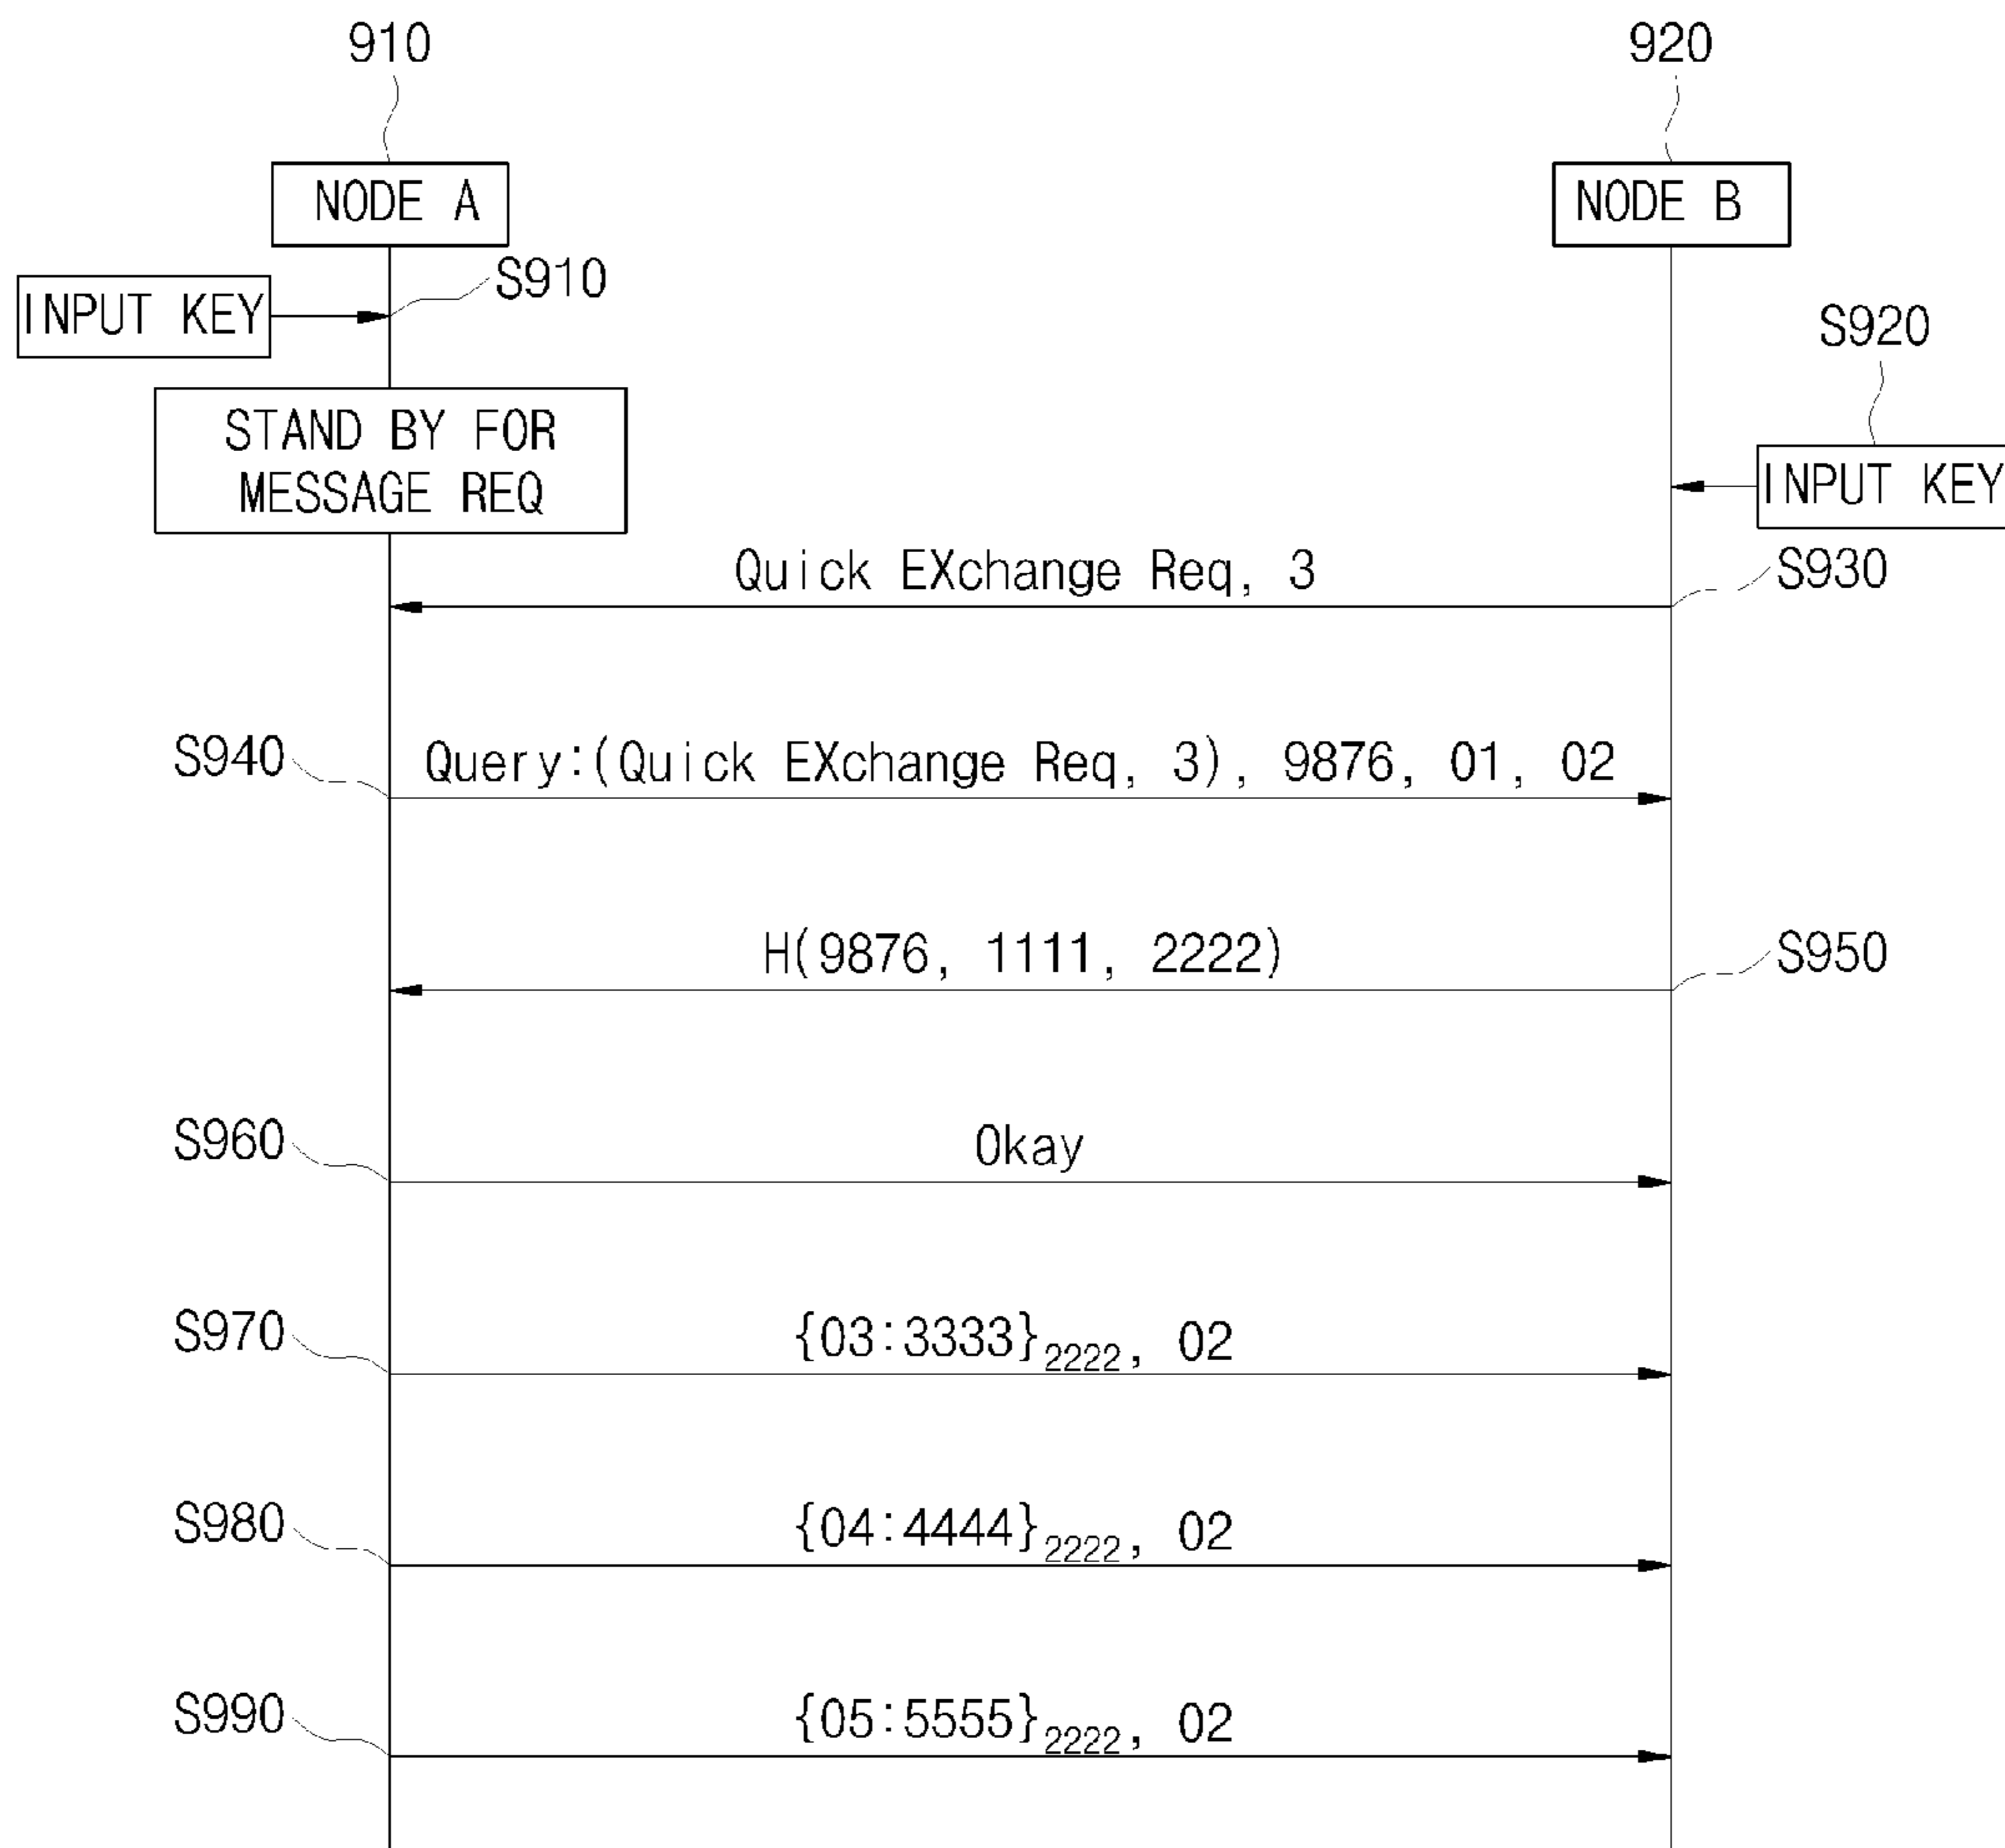 910
920
NODE A
NODE B
INPUT KEY
S910
S920
STAND BY FOR
MESSAGE REQ
INPUT KEY
Quick EXchange Req, 3
S930
S940
Query:(Quick EXchange Req, 3), 9876, 01, 02
H(9876, 1111, 2222)
S950
S960
Okay
S970
{03:3333}2222, 02
S980
{04:4444}2222, 02
S990
{05:5555}2222, 02